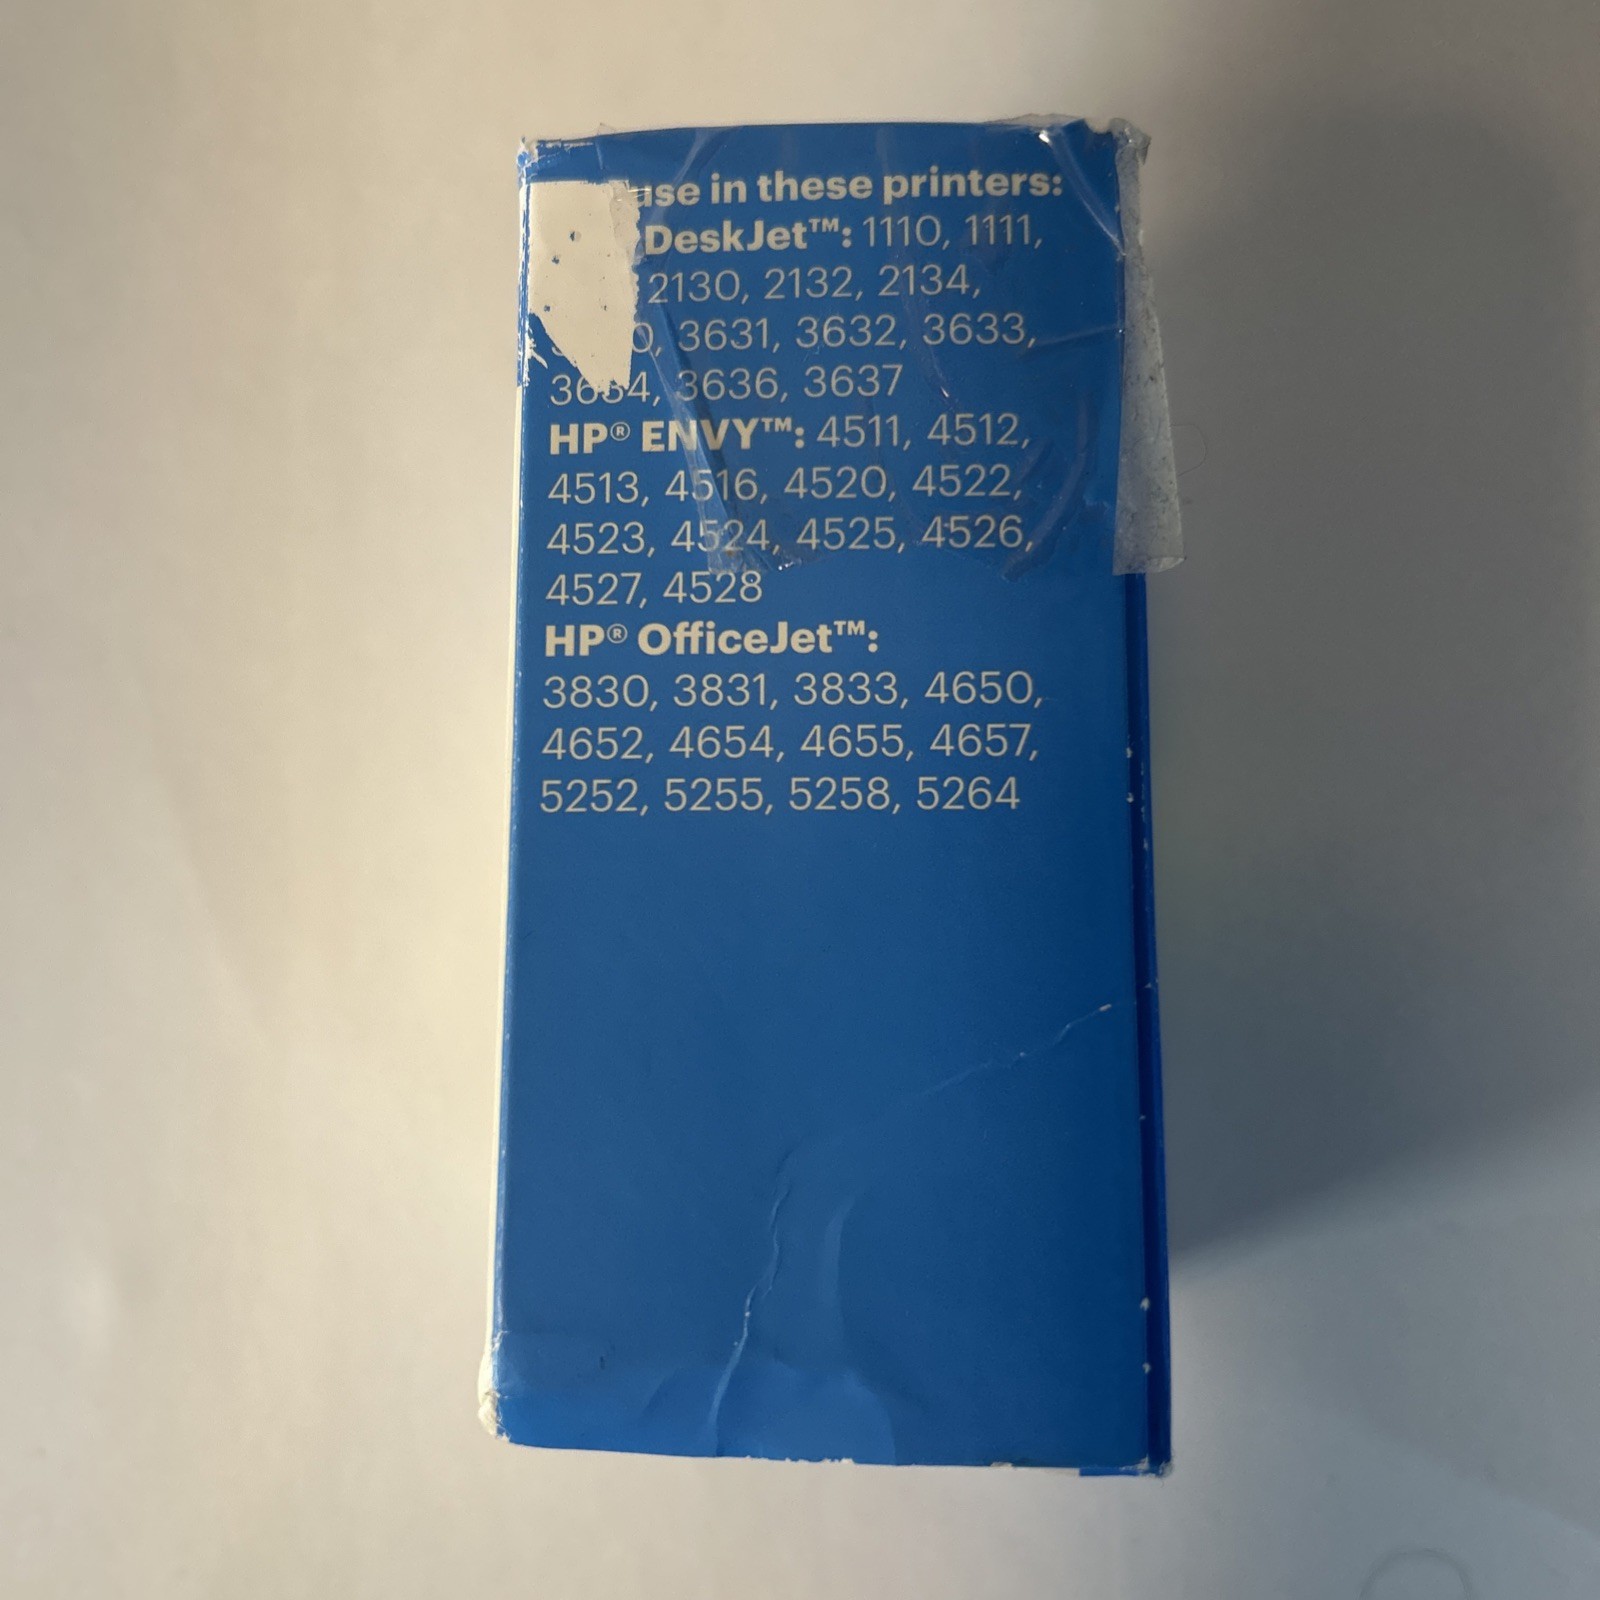 use in these printers:
DeskJet™: 1110, 1111,
2130, 2132, 2134,
3631, 3632, 3633,
3634, 3636, 3637
HP® ENVY™: 4511, 4512,
4513, 4516, 4520, 4522,
4523, 4524, 4525, 4526,
4527, 4528
HP® OfficeJet™:
3830, 3831, 3833, 4650,
4652, 4654, 4655, 4657,
5252, 5255, 5258, 5264